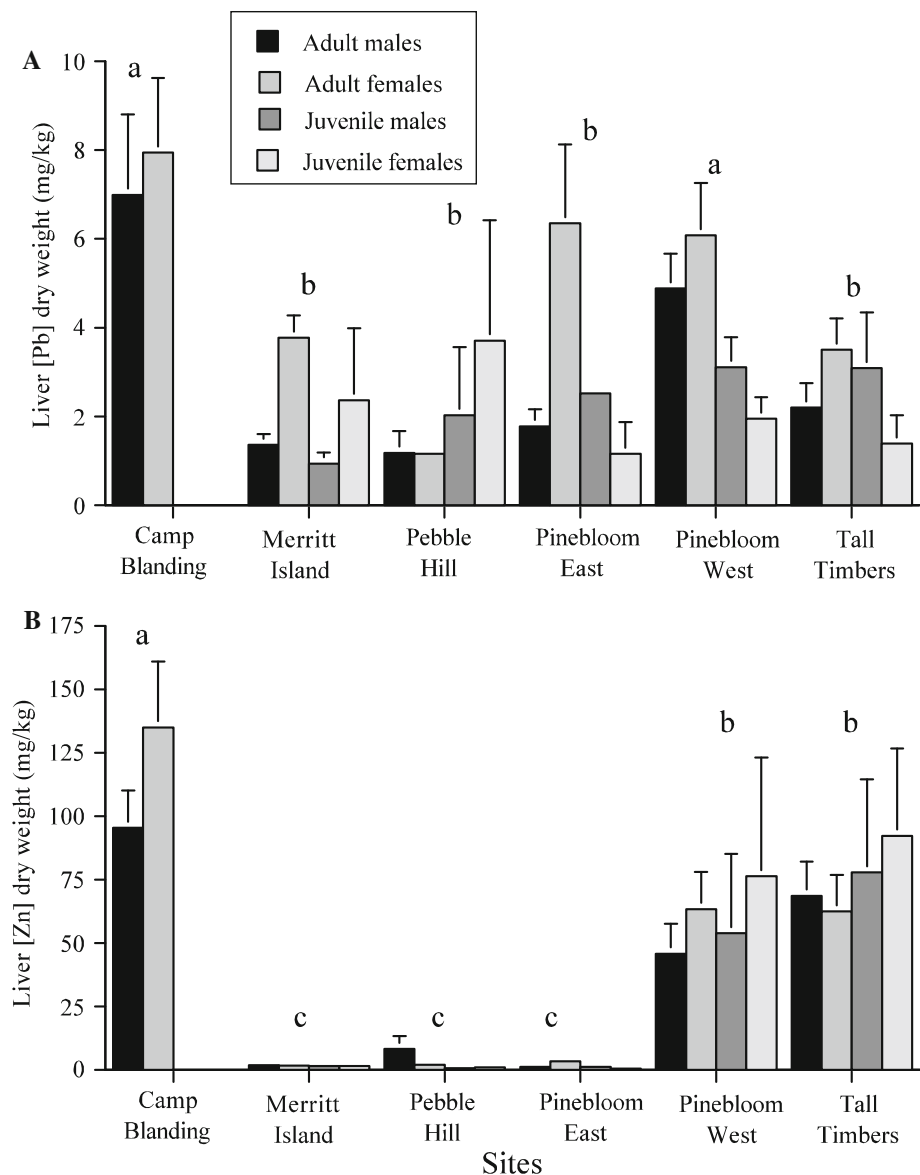 A
Adult males
Adult females
Juvenile males
Juvenile females
Liver [Pb] dry weight (mg/kg)
10
8
6
4
2
0
a
b
b
b
a
b
Camp Blanding
Merritt Island
Pebble Hill
Pinebloom East
Pinebloom West
Tall Timbers
B
Liver [Zn] dry weight (mg/kg)
175
150
125
100
75
50
25
0
a
c
c
c
b
b
Camp Blanding
Merritt Island
Pebble Hill
Pinebloom East
Pinebloom West
Tall Timbers
Sites